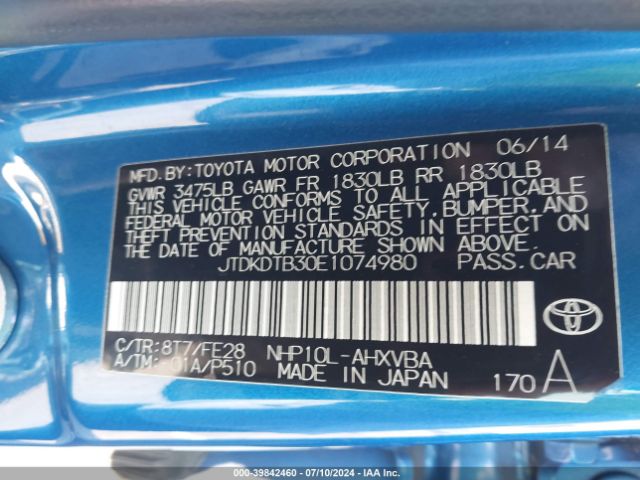 MFD. BY: TOYOTA MOTOR CORPORATION 06/14
GVWR 3475LB GAWR FR 1830LB RR 1830LB
THIS VEHICLE CONFORMS TO ALL APPLICABLE
FEDERAL MOTOR VEHICLE SAFETY, BUMPER, AND
THEFT PREVENTION STANDARDS IN EFFECT ON
THE DATE OF MANUFACTURE SHOWN ABOVE.
JTDKDTB30E1074980 PASS. CAR
C/TR: 8T7/FE28 NHP10L-AHXVBA
A/TM: -01A/P510 MADE IN JAPAN 170 A
TOYOTA
000-39842460 - 07/10/2024 - IAA Inc.